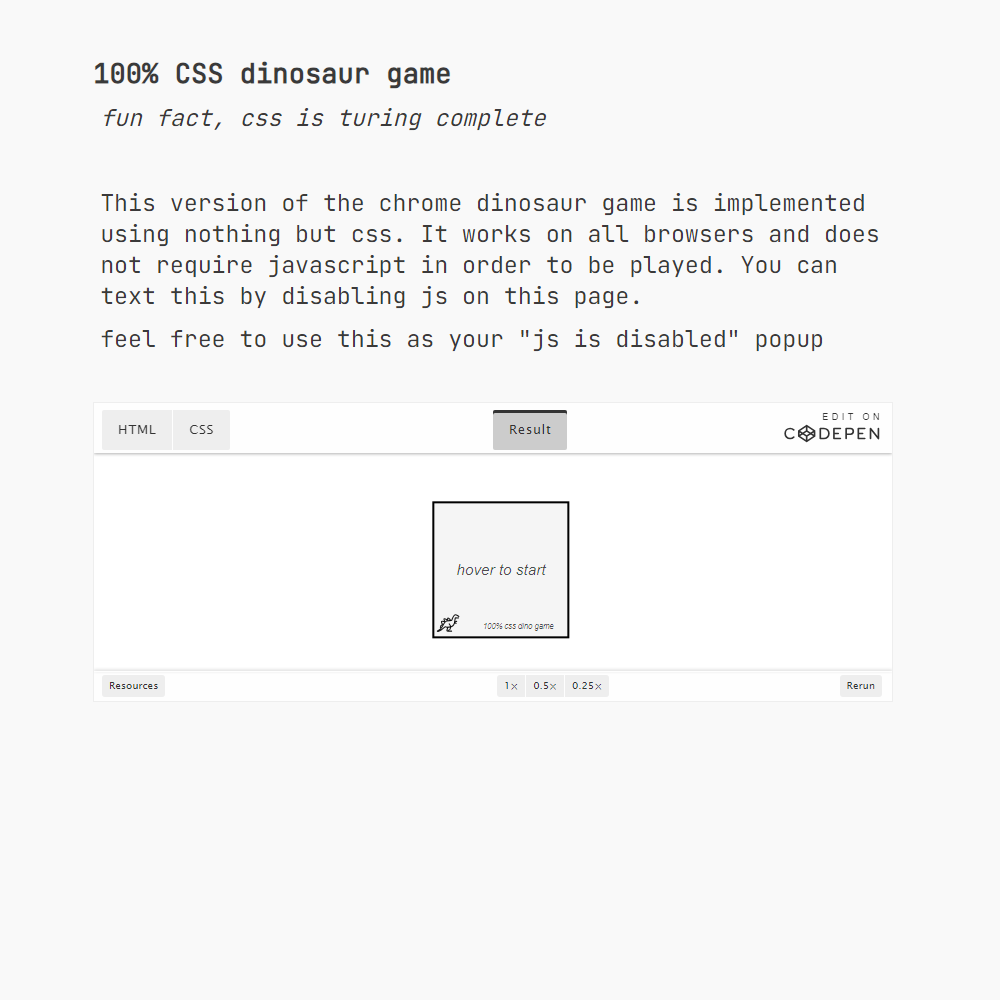 100% CSS dinosaur game
fun fact, css is turing complete
This version of the chrome dinosaur game is implemented
using nothing but css. It works on all browsers and does
not require javascript in order to be played. You can
text this by disabling js on this page.
feel free to use this as your "js is disabled" popup
HTML CSS Result EDIT ON
CODEPEN
hover to start
100% css dino game
Resources 1× 0.5× 0.25× Rerun